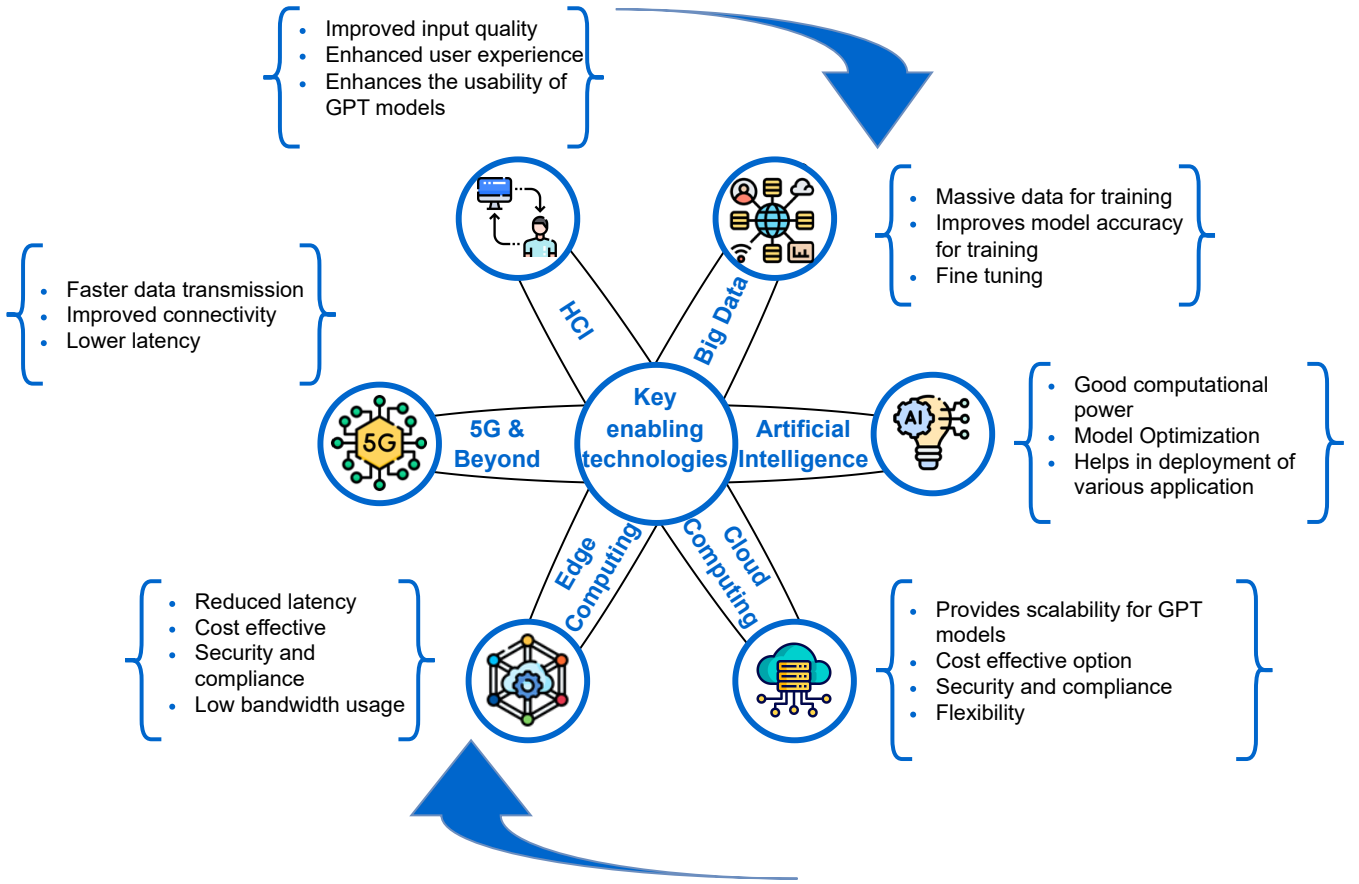 • Improved input quality
• Enhanced user experience
• Enhances the usability of
GPT models
• Massive data for training
• Improves model accuracy
for training
• Fine tuning
• Faster data transmission
• Improved connectivity
• Lower latency
HCI
Big Data
• Good computational
power
• Model Optimization
• Helps in deployment of
various application
5G
5G &
Beyond
Key
enabling
technologies
Artificial
Intelligence
AI
Edge
Computing
Cloud
Computing
• Reduced latency
• Cost effective
• Security and
compliance
• Low bandwidth usage
• Provides scalability for GPT
models
• Cost effective option
• Security and compliance
• Flexibility